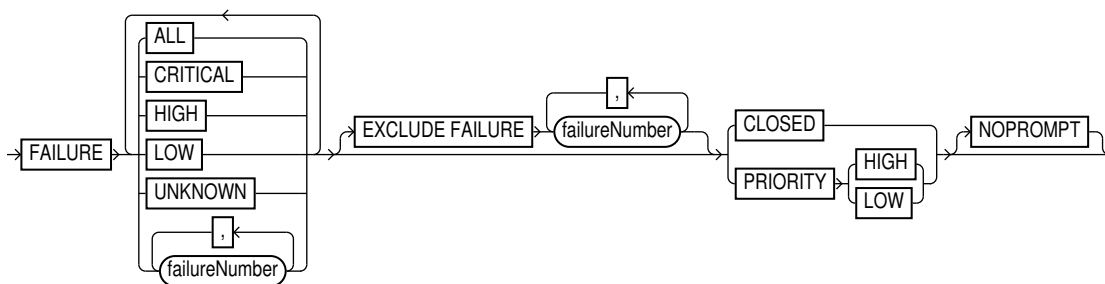 FAILURE
ALL
CRITICAL
HIGH
LOW
UNKNOWN
,
failureNumber
EXCLUDE FAILURE
,
failureNumber
CLOSED
PRIORITY
HIGH
LOW
NOPROMPT